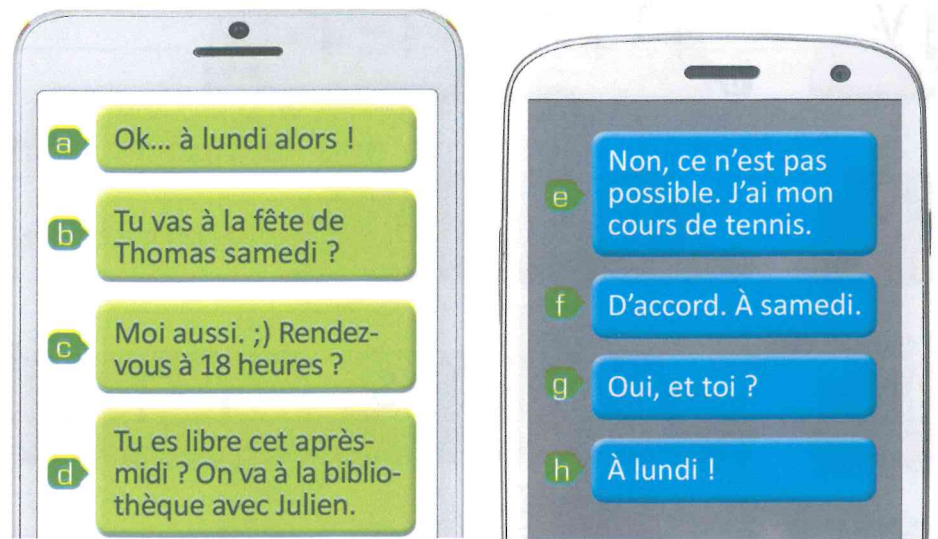 a
Ok... à lundi alors !
b
Tu vas à la fête de
Thomas samedi ?
c
Moi aussi. ;) Rendez-
vous à 18 heures ?
d
Tu es libre cet après-
midi ? On va à la biblio-
thèque avec Julien.
e
Non, ce n'est pas
possible. J'ai mon
cours de tennis.
f
D'accord. À samedi.
g
Oui, et toi ?
h
À lundi !